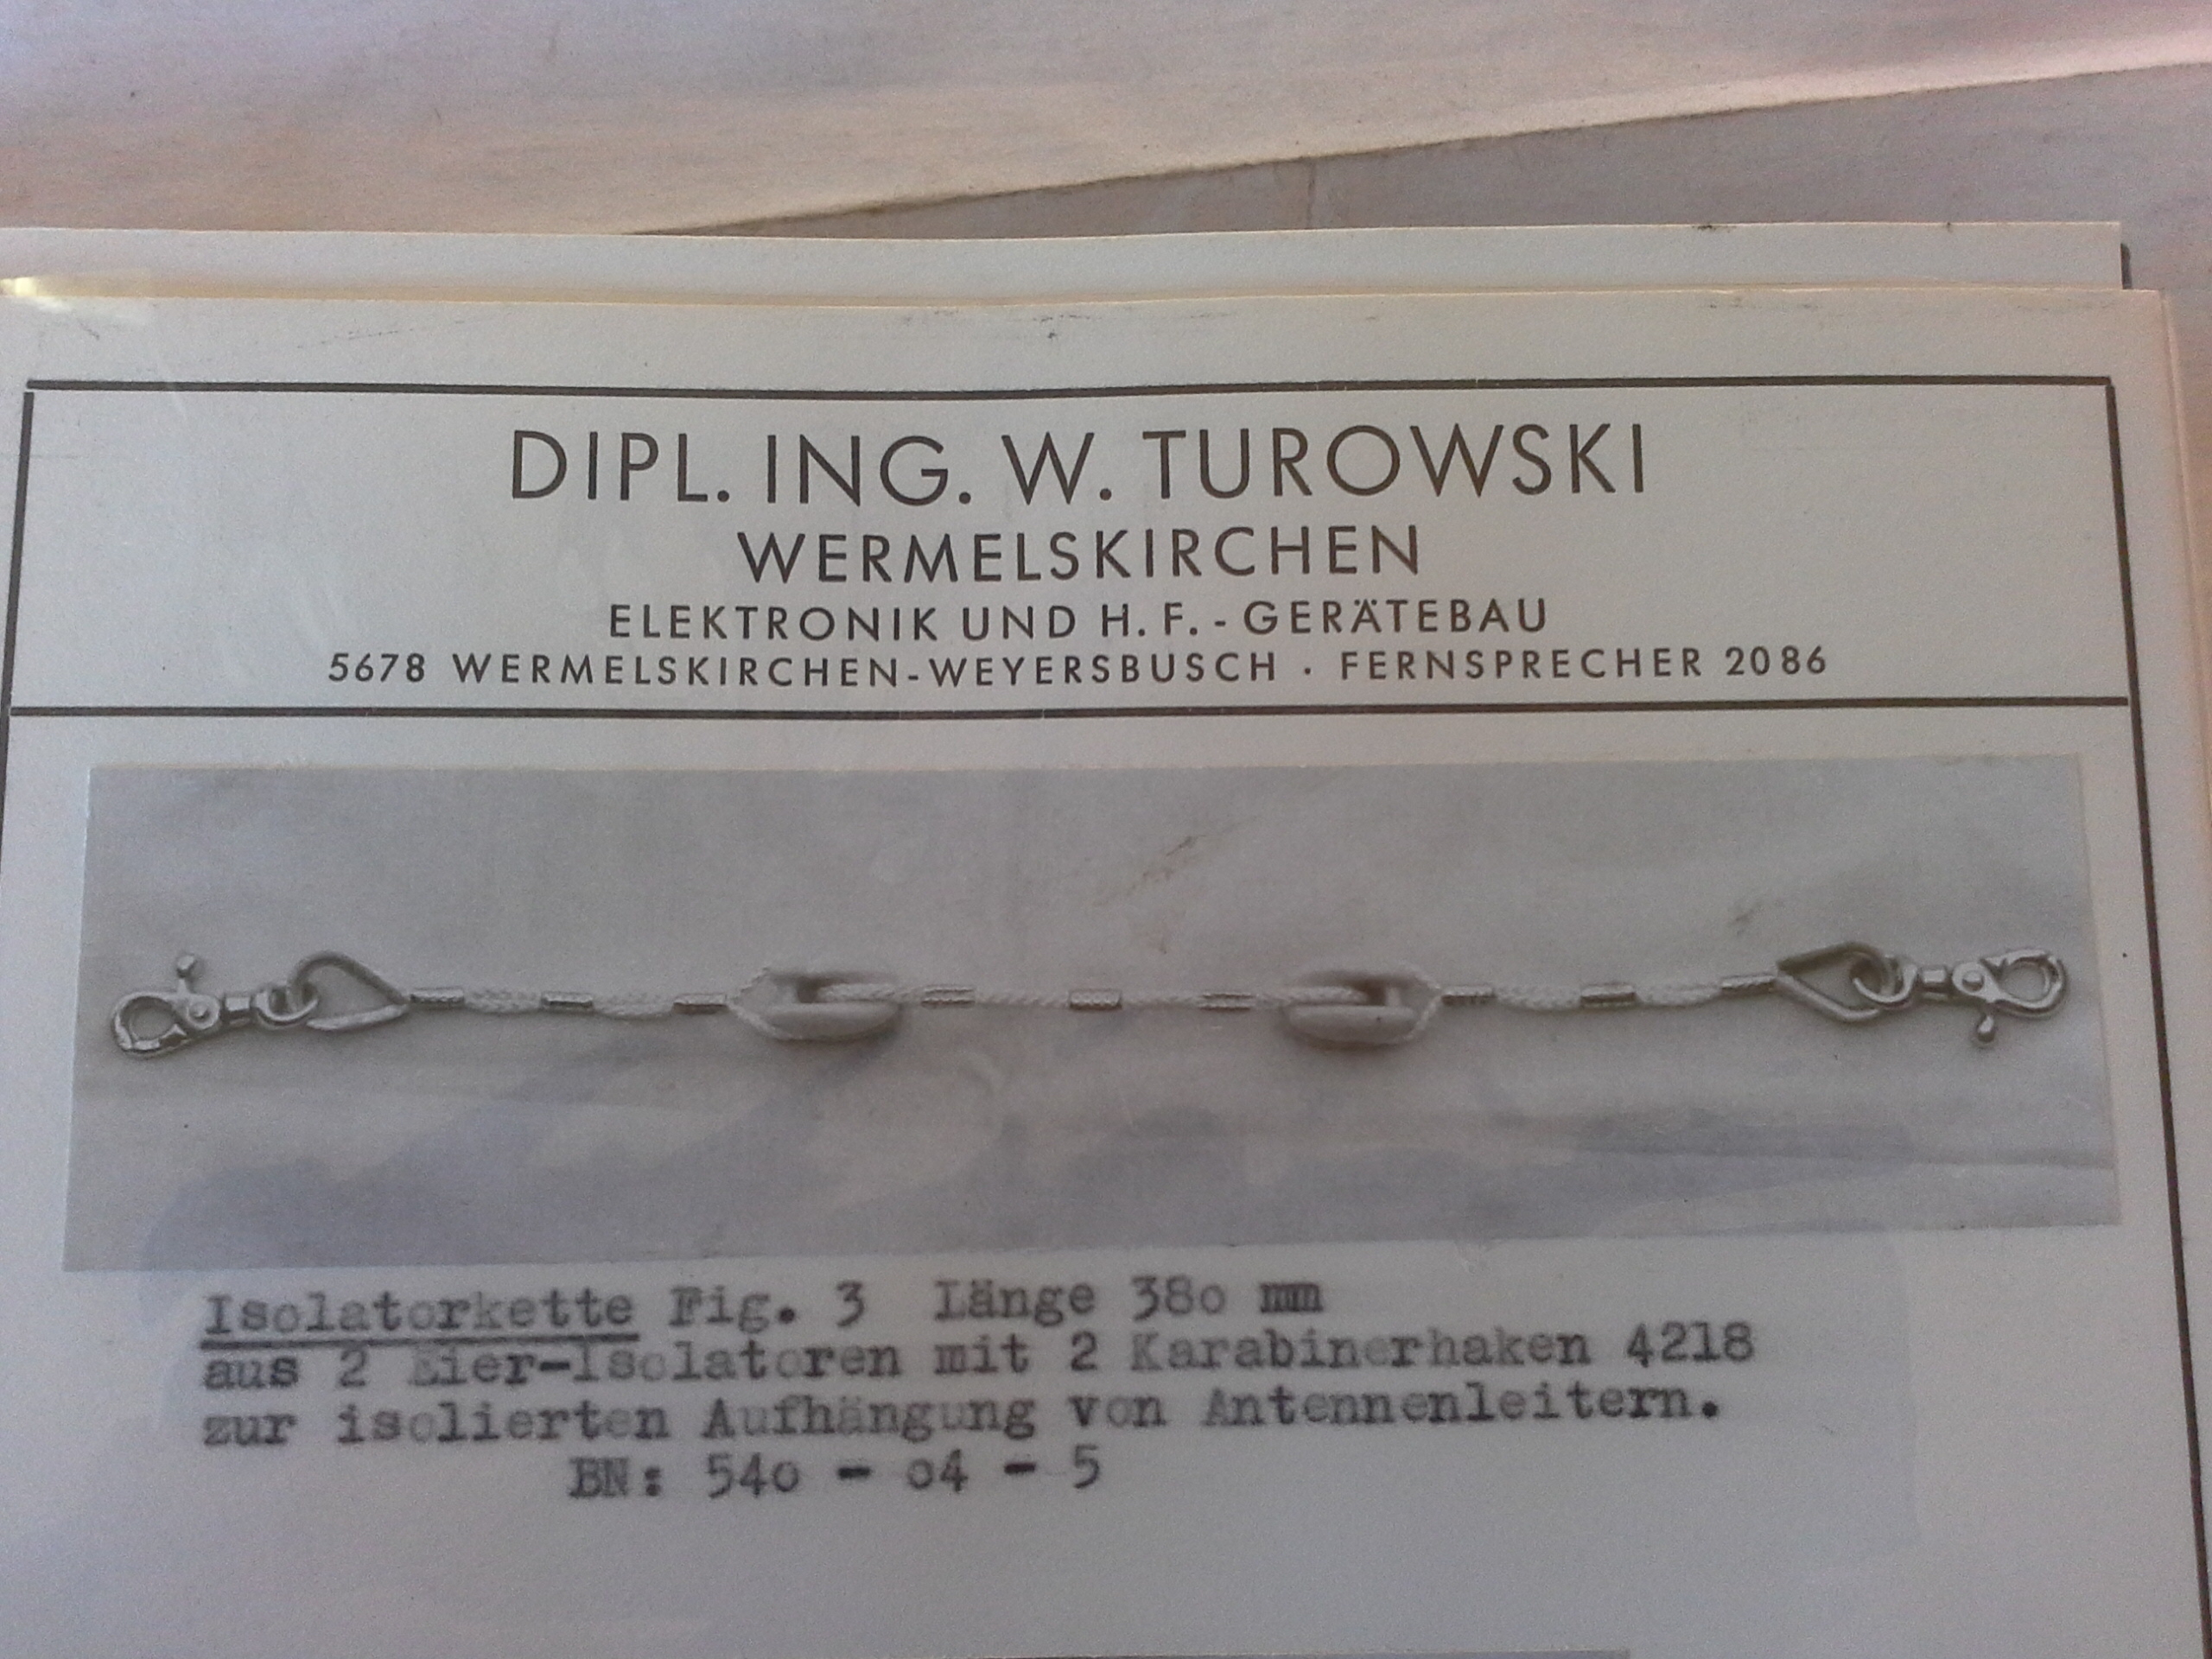 DIPL. ING. W. TUROWSKI
WERMELSKIRCHEN
ELEKTRONIK UND H. F. - GERÄTEBAU
5678 WERMELSKIRCHEN-WEYERSBUSCH · FERNSPRECHER 2086
Isolatorkette Fig. 3 Länge 38o mm
aus 2 Eier-Isolatoren mit 2 Karabinerhaken 4218
zur isolierten Aufhängung von Antennenleitern.
BN: 54o - o4 - 5